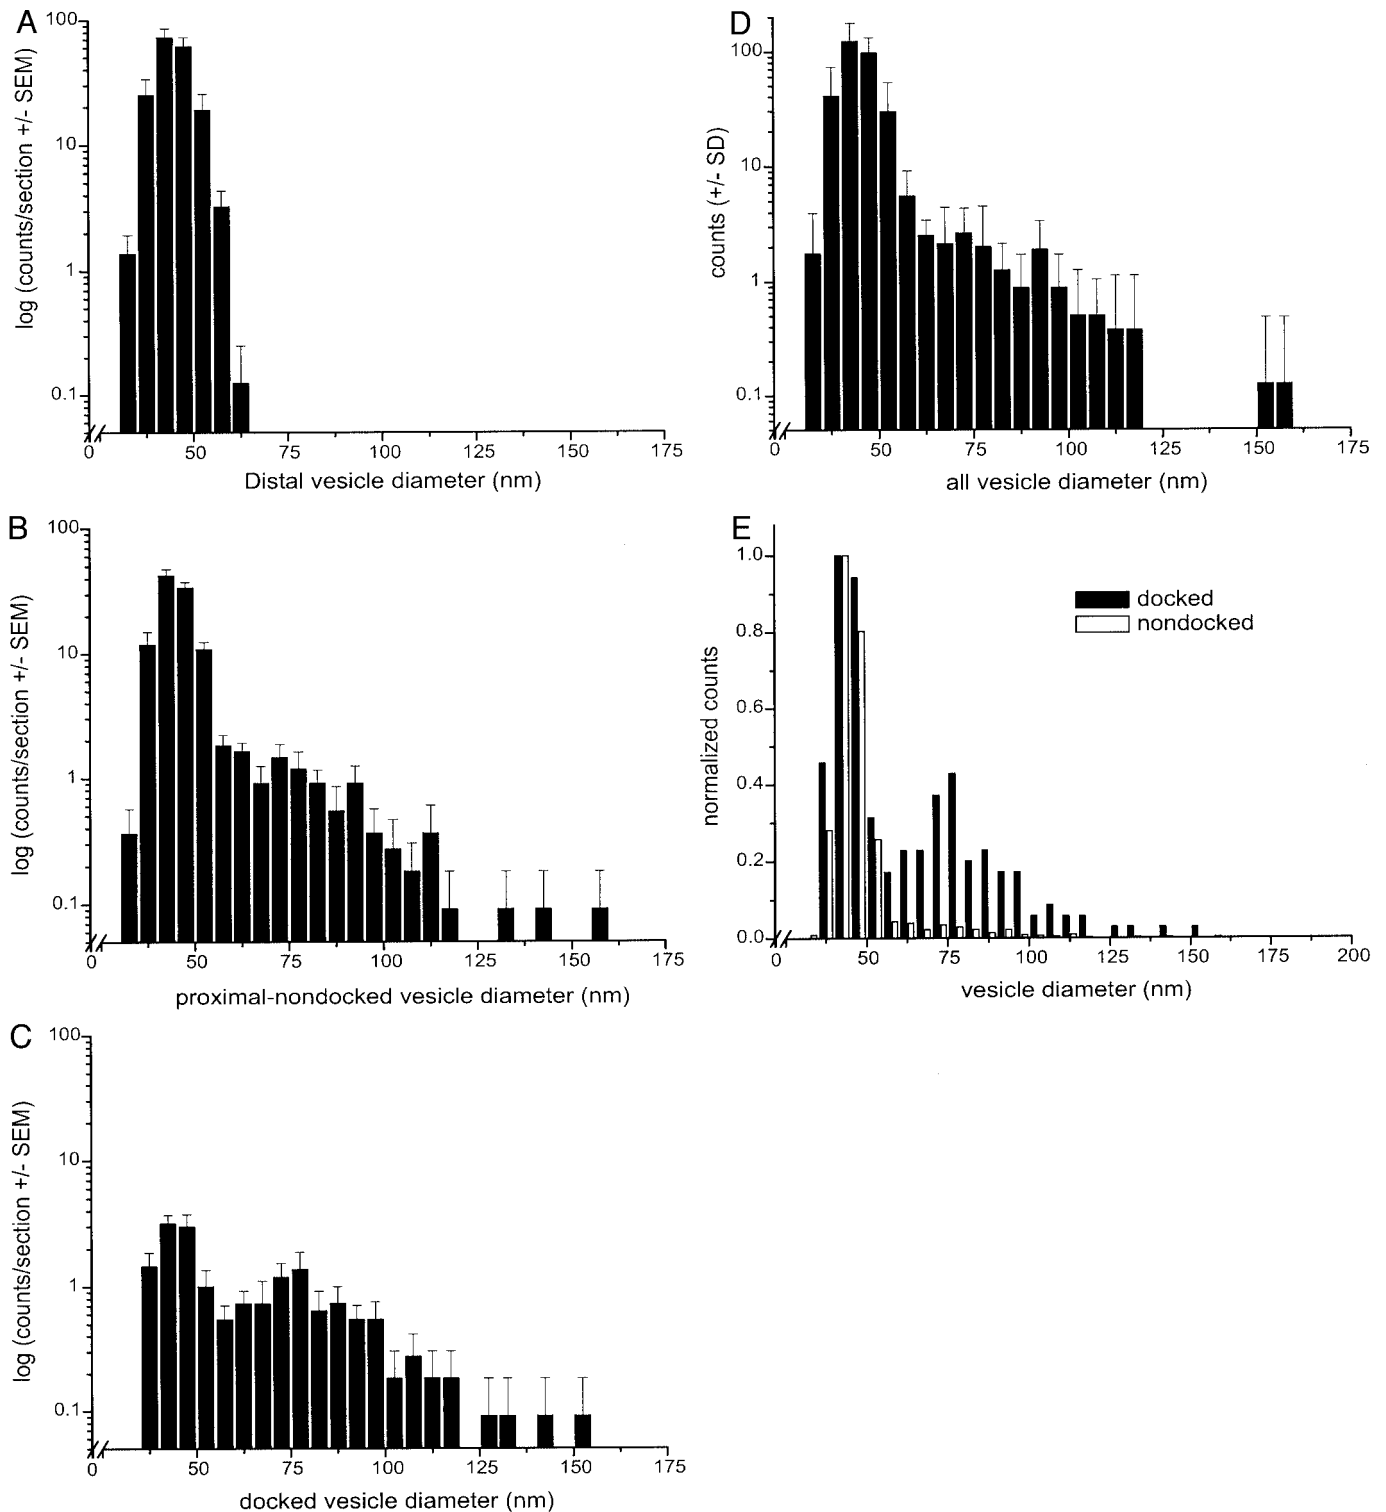 A
log (counts/section +/- SEM)
100
10
1
0.1
0 50 75 100 125 150 175
Distal vesicle diameter (nm)
B
log (counts/section +/- SEM)
100
10
1
0.1
0 50 75 100 125 150 175
proximal-nondocked vesicle diameter (nm)
C
log (counts/section +/- SEM)
100
10
1
0.1
0 50 75 100 125 150 175
docked vesicle diameter (nm)
D
counts (+/- SD)
100
10
1
0.1
0 50 75 100 125 150 175
all vesicle diameter (nm)
E
normalized counts
1.0
0.8
0.6
0.4
0.2
0.0
docked
nondocked
0 50 75 100 125 150 175 200
vesicle diameter (nm)